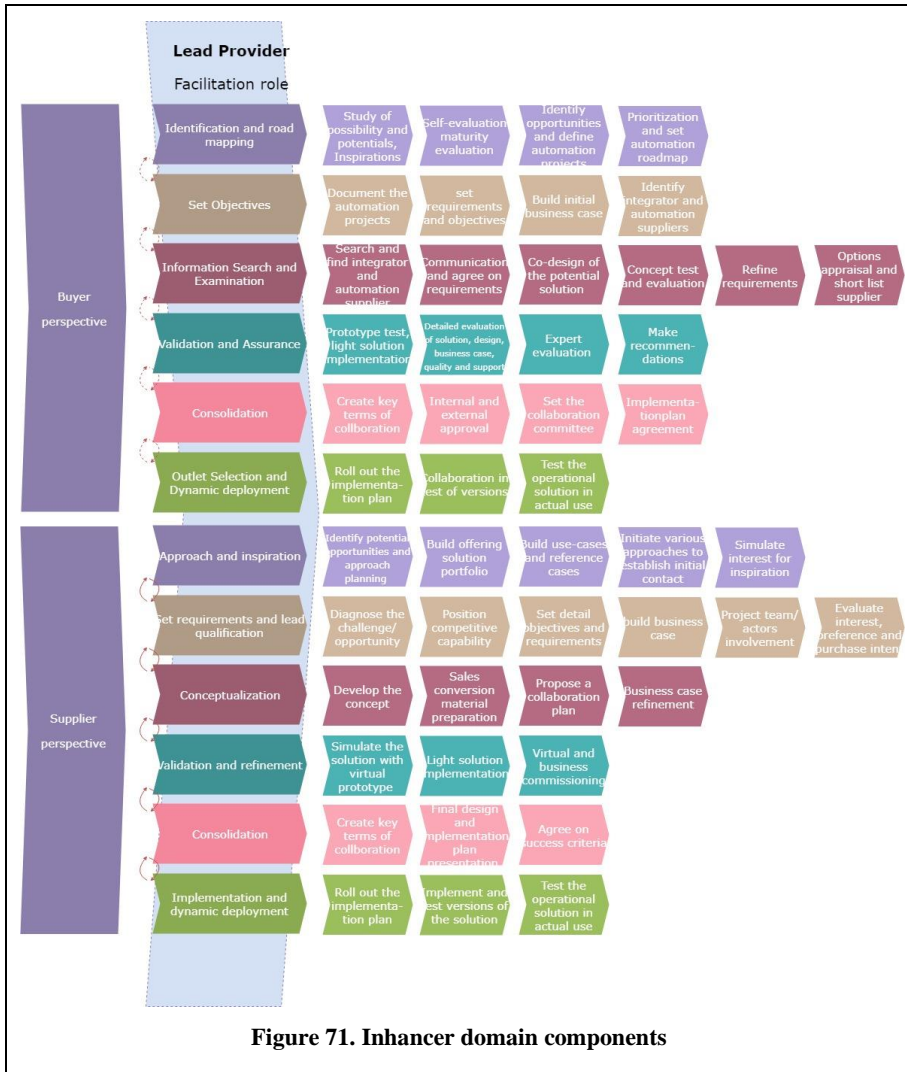 Lead Provider
Facilitation role
Buyer
perspective
Identification and road
mapping
Study of
possibility and
potentials,
Inspirations
Self-evaluation
maturity
evaluation
Identify
opportunities
and define
automation
projects
Prioritization
and set
automation
roadmap
Set Objectives
Document the
automation
projects
set
requirements
and objectives
Build initial
business case
Identify
integrator and
automation
suppliers
Information Search and
Examination
Search and
find integrator
and
automation
supplier
Communication
and agree on
requirements
Co-design of
the potential
solution
Concept test
and evaluation
Refine
requirements
Options
appraisal and
short list
supplier
Validation and Assurance
Prototype test,
light solution
implementation
Detailed evaluation
of solution, design,
business case,
quality and support
Expert
evaluation
Make
recommen-
dations
Consolidation
Create key
terms of
collboration
Internal and
external
approval
Set the
collaboration
committee
Implementa-
tionplan
agreement
Outlet Selection and
Dynamic deployment
Roll out the
implementa-
tion plan
Collaboration in
test of versions
Test the
operational
solution in
actual use
Supplier
perspective
Approach and inspiration
Identify potential
opportunities and
approach
planning
Build offering
solution
portfolio
Build use-cases
and reference
cases
Initiate various
approaches to
establish initial
contact
Simulate
interest for
inspiration
Set requirements and lead
qualification
Diagnose the
challenge/
opportunity
Position
competitive
capability
Set detail
objectives and
requirements
build business
case
Project team/
actors
involvement
Evaluate
interest,
preference and
purchase intent
Conceptualization
Develop the
concept
Sales
conversion
material
preparation
Propose a
collaboration
plan
Business case
refinement
Validation and refinement
Simulate the
solution with
virtual
prototype
Light solution
implementation
Virtual and
business
commissioning
Consolidation
Create key
terms of
collboration
Final design
and
implementation
plan
presentation
Agree on
success criteria
Implementation and
dynamic deployment
Roll out the
implementa-
tion plan
Implement and
test versions of
the solution
Test the
operational
solution in
actual use
Figure 71. Inhancer domain components